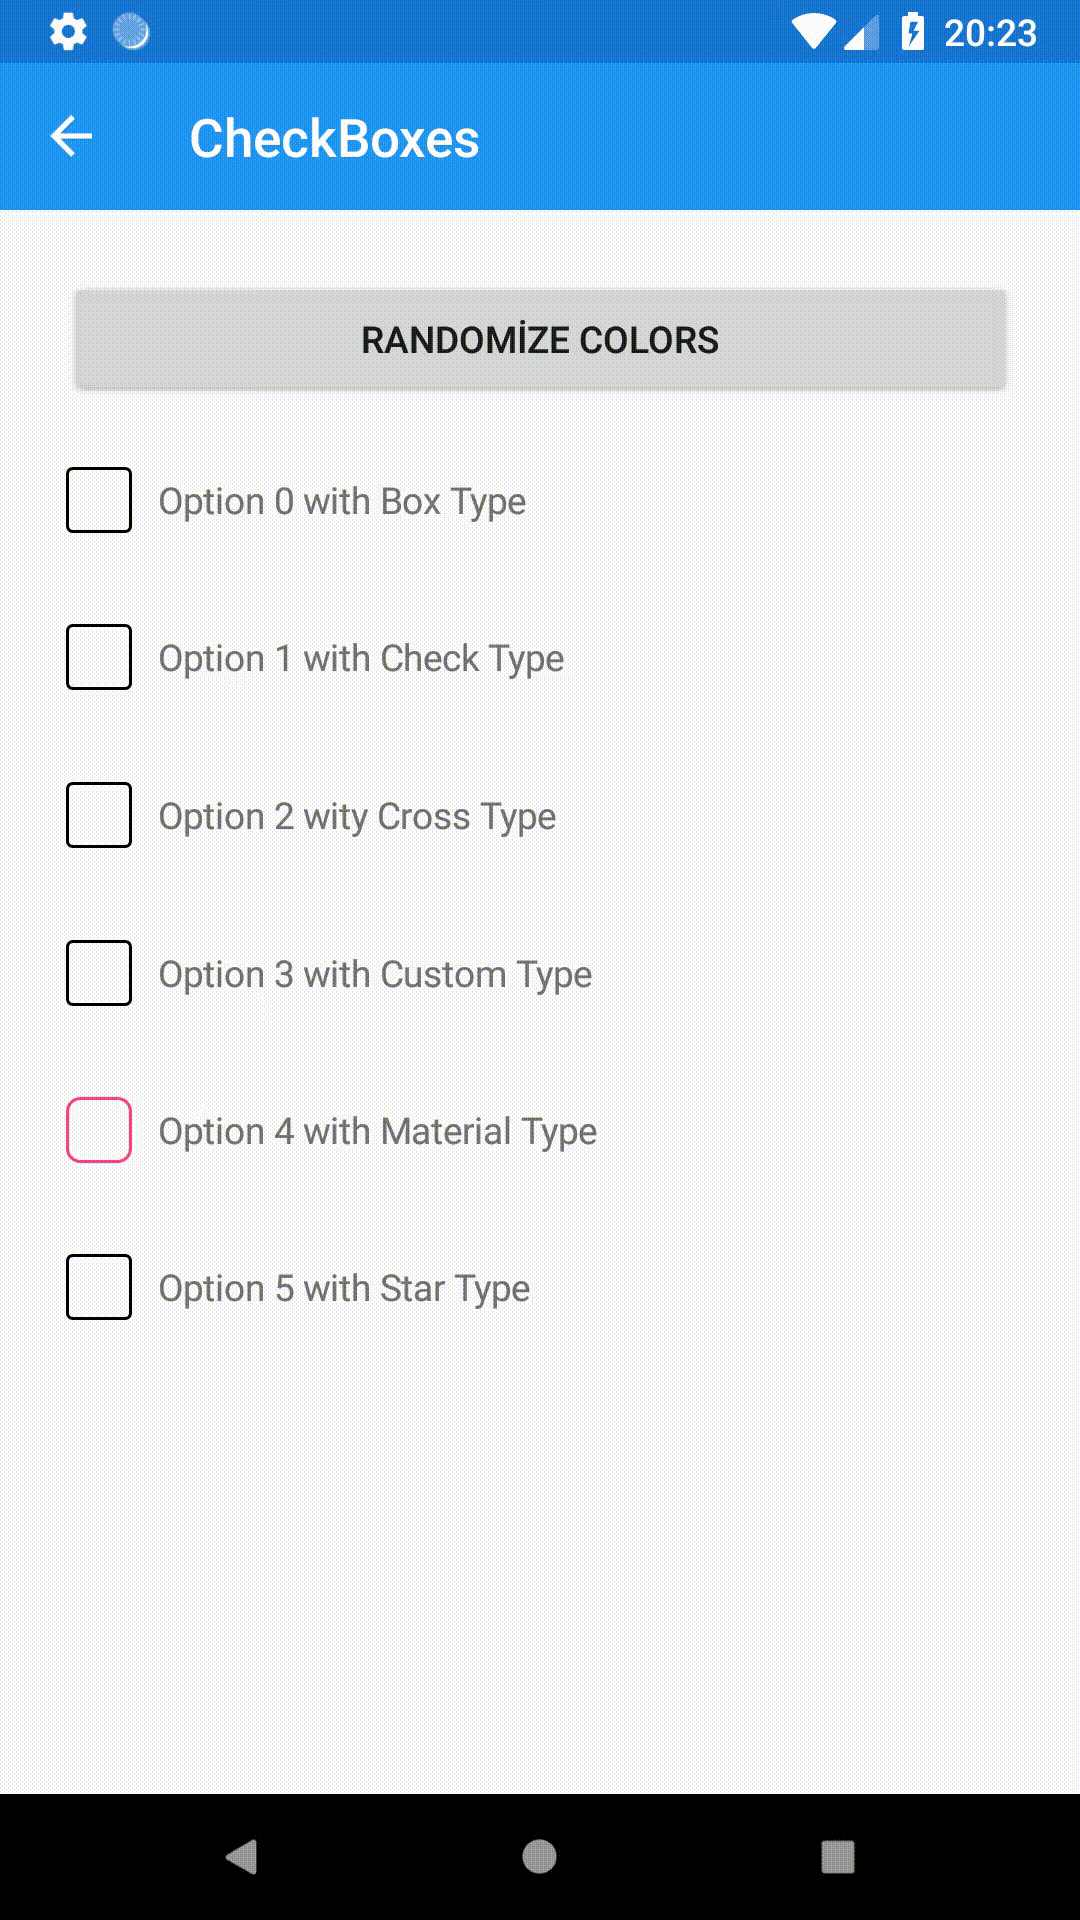 20:23
CheckBoxes
RANDOMİZE COLORS
Option 0 with Box Type
Option 1 with Check Type
Option 2 wity Cross Type
Option 3 with Custom Type
Option 4 with Material Type
Option 5 with Star Type